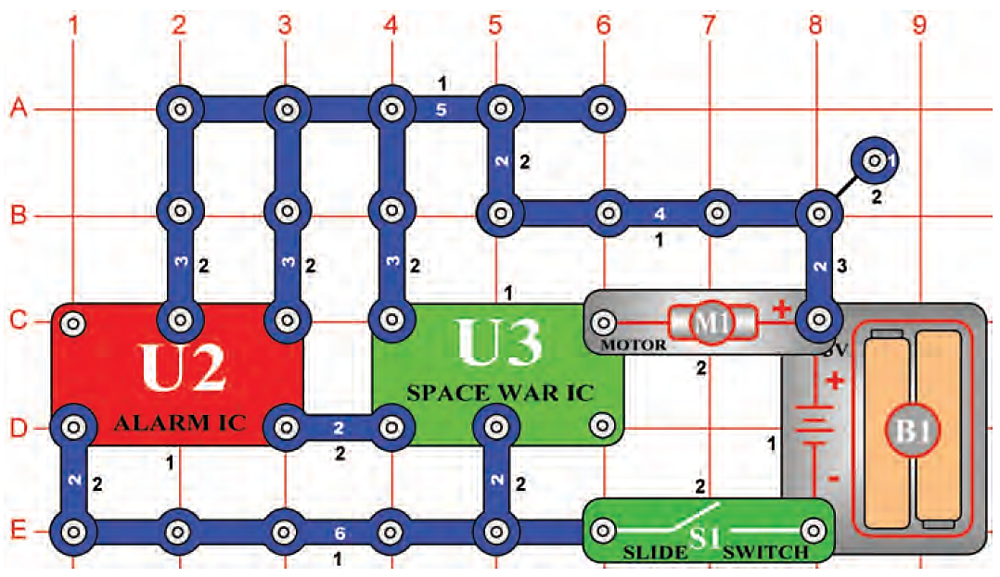 1 2 3 4 5 6 7 8 9
1
A 5
2 2 1
2
B 4
1
3 2 3 2 3 2 2 3
1
C M1 +
U2 U3 MOTOR 3V
2 +
SPACE WAR IC
ALARM IC
D 2 B1
1 2 1
2 2 2 2 2 -
E 6 S1
1 SLIDE SWITCH